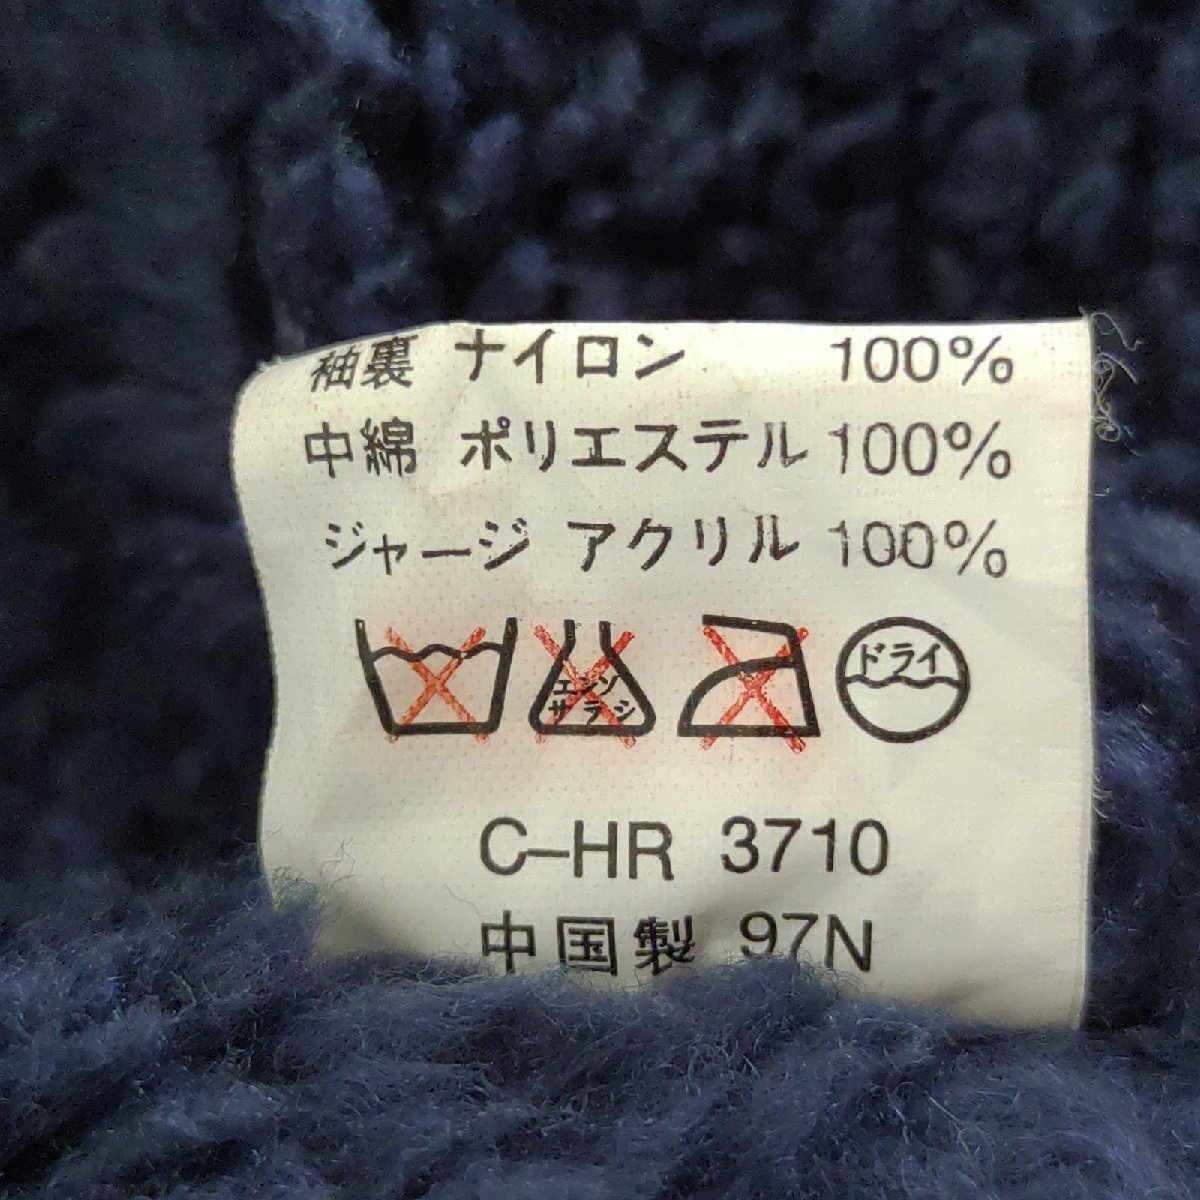 袖裏 ナイロン 100%
中綿 ポリエステル 100%
ジャージ アクリル 100%
エンソ
サラシ
ドライ
C-HR 3710
中国製 97N